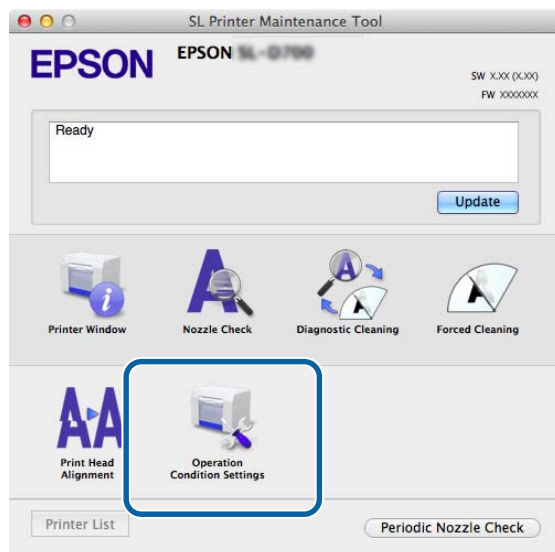 SL Printer Maintenance Tool
EPSON
EPSON
SW X.XX (X.XX)
FW XXXXXXX
Ready
Update
Printer Window
Nozzle Check
Diagnostic Cleaning
Forced Cleaning
Print Head
Alignment
Operation
Condition Settings
Printer List
Periodic Nozzle Check